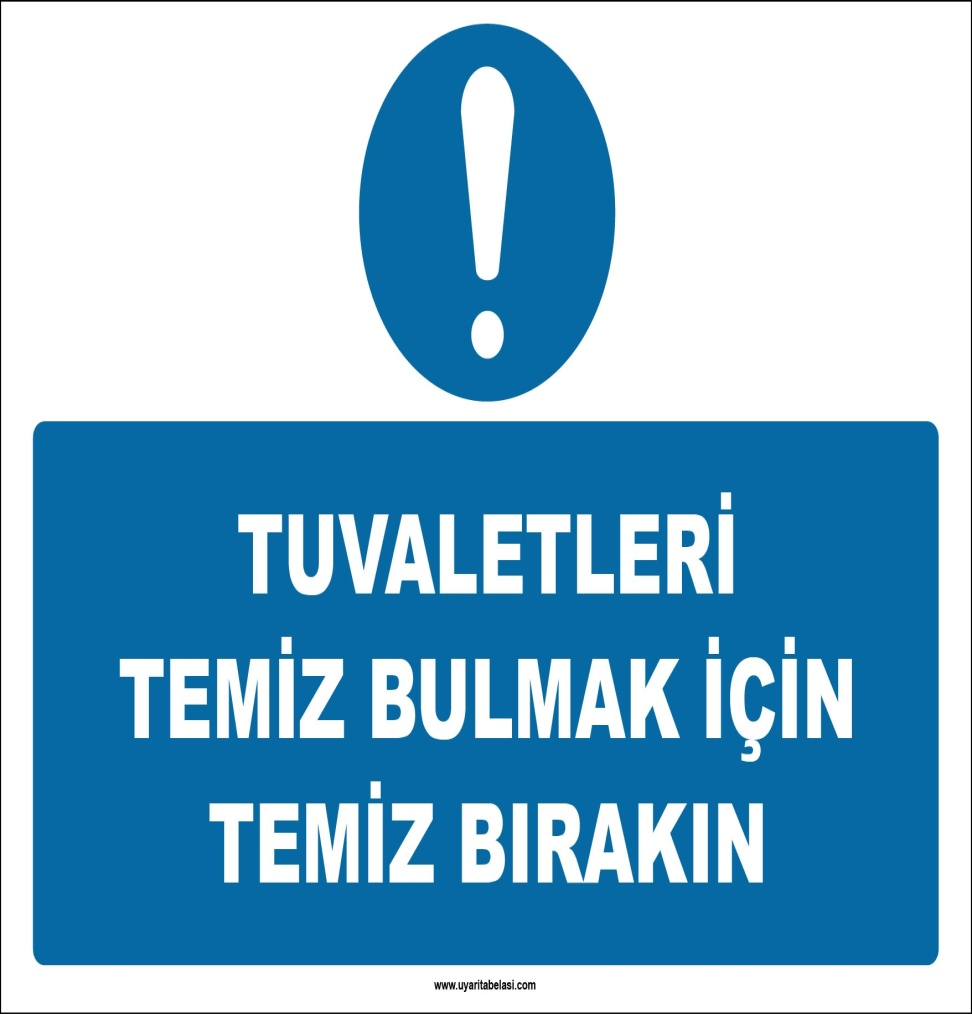 TUVALETLERİ
TEMİZ BULMAK İÇİN
TEMİZ BIRAKIN
www.uyaritabelasi.com